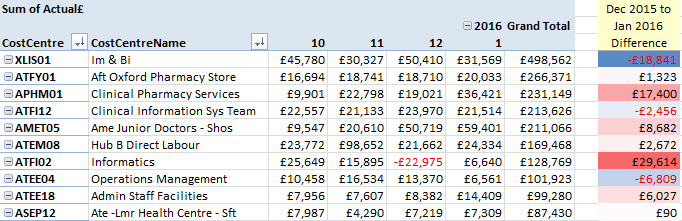 Sum of Actual£ Dec 2015 to
2016 Grand Total Jan 2016
CostCentre CostCentreName 10 11 12 1 Difference
XLIS01 Im & Bi £45,780 £30,327 £50,410 £31,569 £498,562 -£18,841
ATFY01 Aft Oxford Pharmacy Store £16,694 £18,741 £18,710 £20,033 £266,371 £1,323
APHM01 Clinical Pharmacy Services £9,901 £22,798 £19,021 £36,421 £231,149 £17,400
ATFI12 Clinical Information Sys Team £22,557 £21,133 £23,970 £21,514 £213,626 -£2,456
AMET05 Ame Junior Doctors - Shos £9,547 £20,610 £50,719 £59,401 £211,066 £8,682
ATEM08 Hub B Direct Labour £23,772 £98,652 £21,662 £24,334 £169,468 £2,672
ATFI02 Informatics £25,649 £15,895 -£22,975 £6,640 £128,769 £29,614
ATEE04 Operations Management £10,458 £16,534 £13,370 £6,561 £101,923 -£6,809
ATEE18 Admin Staff Facilities £7,956 £7,607 £8,382 £14,409 £99,280 £6,027
ASEP12 Ate -Lmr Health Centre - Sft £7,987 £4,290 £7,219 £7,309 £87,430 £90